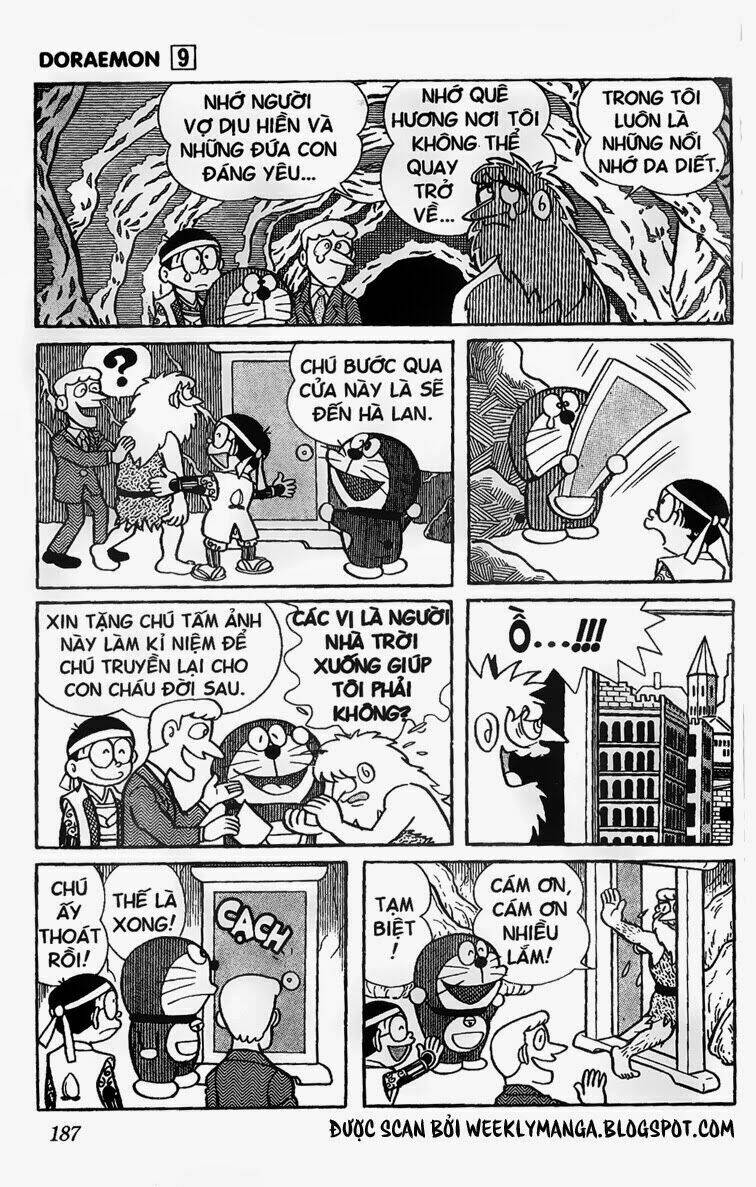 DORAEMON 9
TRONG TÔI
LUÔN LÀ
NHỮNG NỖI
NHỚ DA DIẾT.
NHỚ QUÊ
HƯƠNG NƠI TÔI
KHÔNG THỂ
QUAY
TRỞ
VỀ...
NHỚ NGƯỜI
VỢ DỊU HIỀN VÀ
NHỮNG ĐỨA CON
ĐÁNG YÊU...
CHÚ BƯỚC QUA
CỬA NÀY LÀ SẼ
ĐẾN HÀ LAN.
?
Ồ...!!!
CÁC VỊ LÀ NGƯỜI
NHÀ TRỜI
XUỐNG GIÚP
TÔI PHẢI
KHÔNG?
XIN TẶNG CHÚ TẤM ẢNH
NÀY LÀM KỈ NIỆM ĐỂ
CHÚ TRUYỀN LẠI CHO
CON CHÁU ĐỜI SAU.
CÁM ƠN,
CÁM ƠN
NHIỀU
LẮM!
TẠM
BIỆT
!
CẠCH
THẾ LÀ
XONG!
CHÚ
ẤY
THOÁT
RỒI!
187
ĐƯỢC SCAN BỞI WEEKLYMANGA.BLOGSPOT.COM